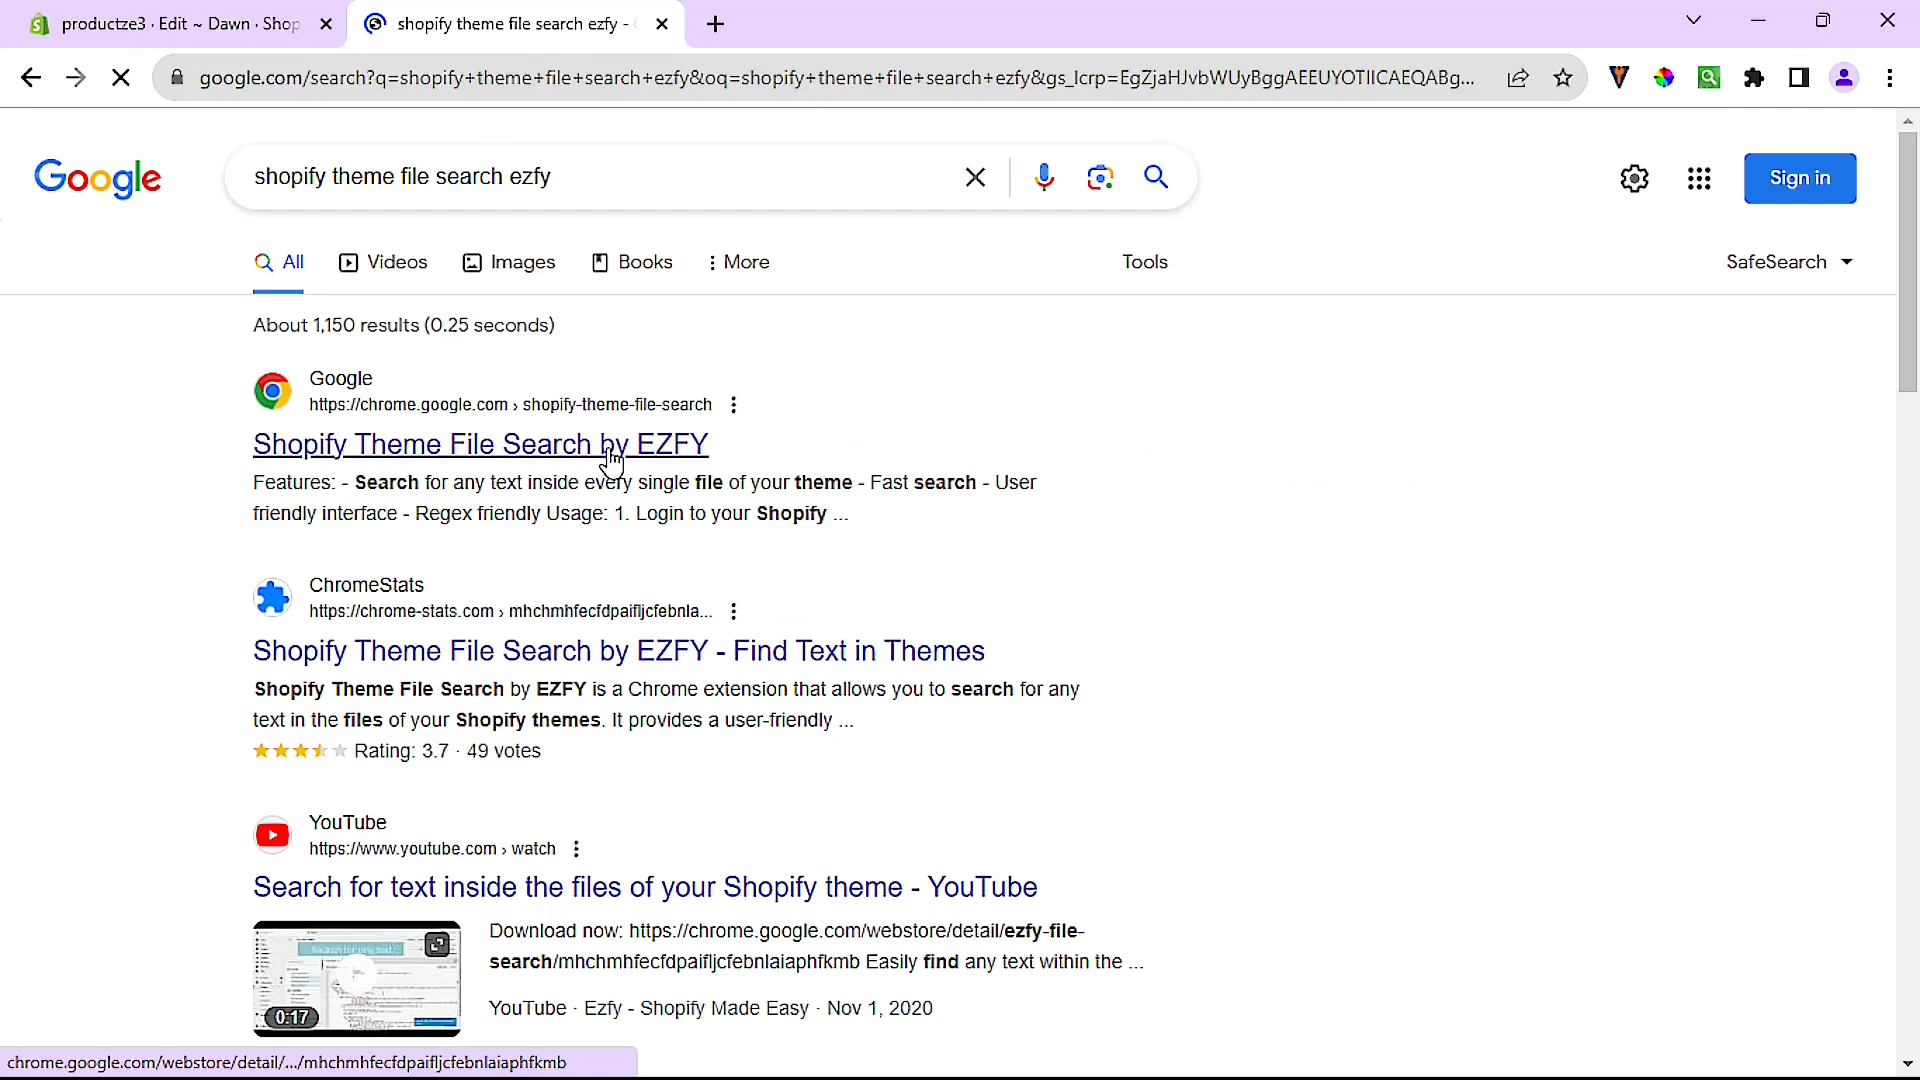 productze3 · Edit ~ Dawn · Shop
shopify theme file search ezfy -
google.com/search?q=shopify+theme+file+search+ezfy&oq=shopify+theme+file+search+ezfy&gs_lcrp=EgZjaHJvbWUyBggAEEUYOTIICAEQABg...
Google
shopify theme file search ezfy
Sign in
All
Videos
Images
Books
More
Tools
SafeSearch
About 1,150 results (0.25 seconds)
Google
https://chrome.google.com › shopify-theme-file-search
Shopify Theme File Search by EZFY
Features: - Search for any text inside every single file of your theme - Fast search - User
friendly interface - Regex friendly Usage: 1. Login to your Shopify ...
ChromeStats
https://chrome-stats.com › mhchmhfecfdpaifljcfebnla...
Shopify Theme File Search by EZFY - Find Text in Themes
Shopify Theme File Search by EZFY is a Chrome extension that allows you to search for any
text in the files of your Shopify themes. It provides a user-friendly ...
Rating: 3.7 · 49 votes
YouTube
https://www.youtube.com › watch
Search for text inside the files of your Shopify theme - YouTube
Download now: https://chrome.google.com/webstore/detail/ezfy-file-
search/mhchmhfecfdpaifljcfebnlaiaphfkmb Easily find any text within the ...
0:17
YouTube · Ezfy - Shopify Made Easy · Nov 1, 2020
chrome.google.com/webstore/detail/.../mhchmhfecfdpaifljcfebnlaiaphfkmb